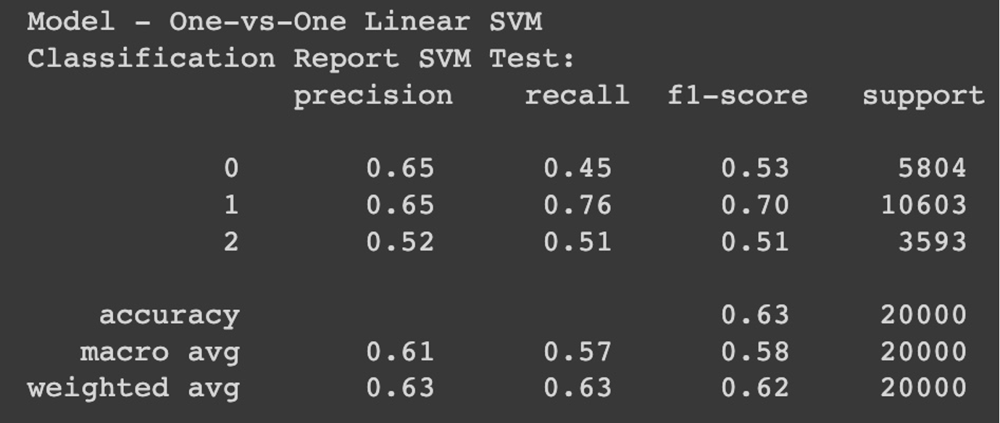 Model - One-vs-One Linear SVM
Classification Report SVM Test:
precision recall f1-score support
0 0.65 0.45 0.53 5804
1 0.65 0.76 0.70 10603
2 0.52 0.51 0.51 3593
accuracy 0.63 20000
macro avg 0.61 0.57 0.58 20000
weighted avg 0.63 0.63 0.62 20000